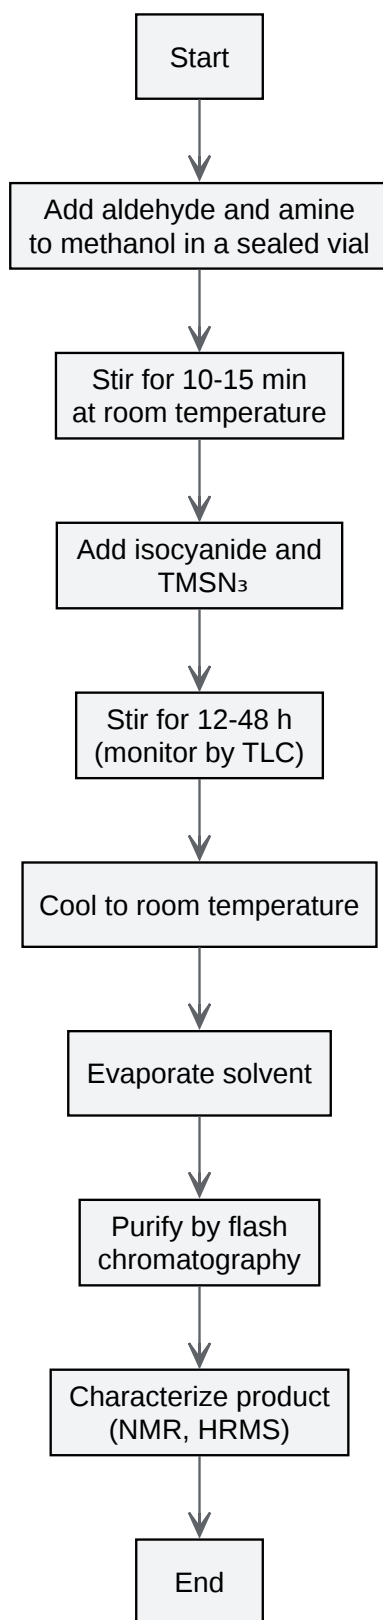 Start
Add aldehyde and amine
to methanol in a sealed vial
Stir for 10-15 min
at room temperature
Add isocyanide and
TMSN₃
Stir for 12-48 h
(monitor by TLC)
Cool to room temperature
Evaporate solvent
Purify by flash
chromatography
Characterize product
(NMR, HRMS)
End